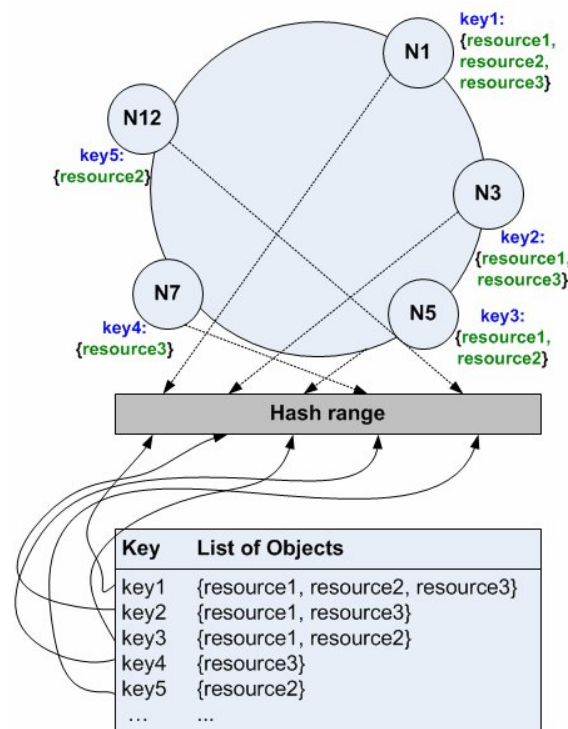 key1:
{resource1,
resource2,
resource3}
N1
N12
key5:
{resource2}
N3
key2:
{resource1,
resource3}
N7
key4:
{resource3}
N5
key3:
{resource1,
resource2}
Hash range
Key List of Objects
key1 {resource1, resource2, resource3}
key2 {resource1, resource3}
key3 {resource1, resource2}
key4 {resource3}
key5 {resource2}
... ...